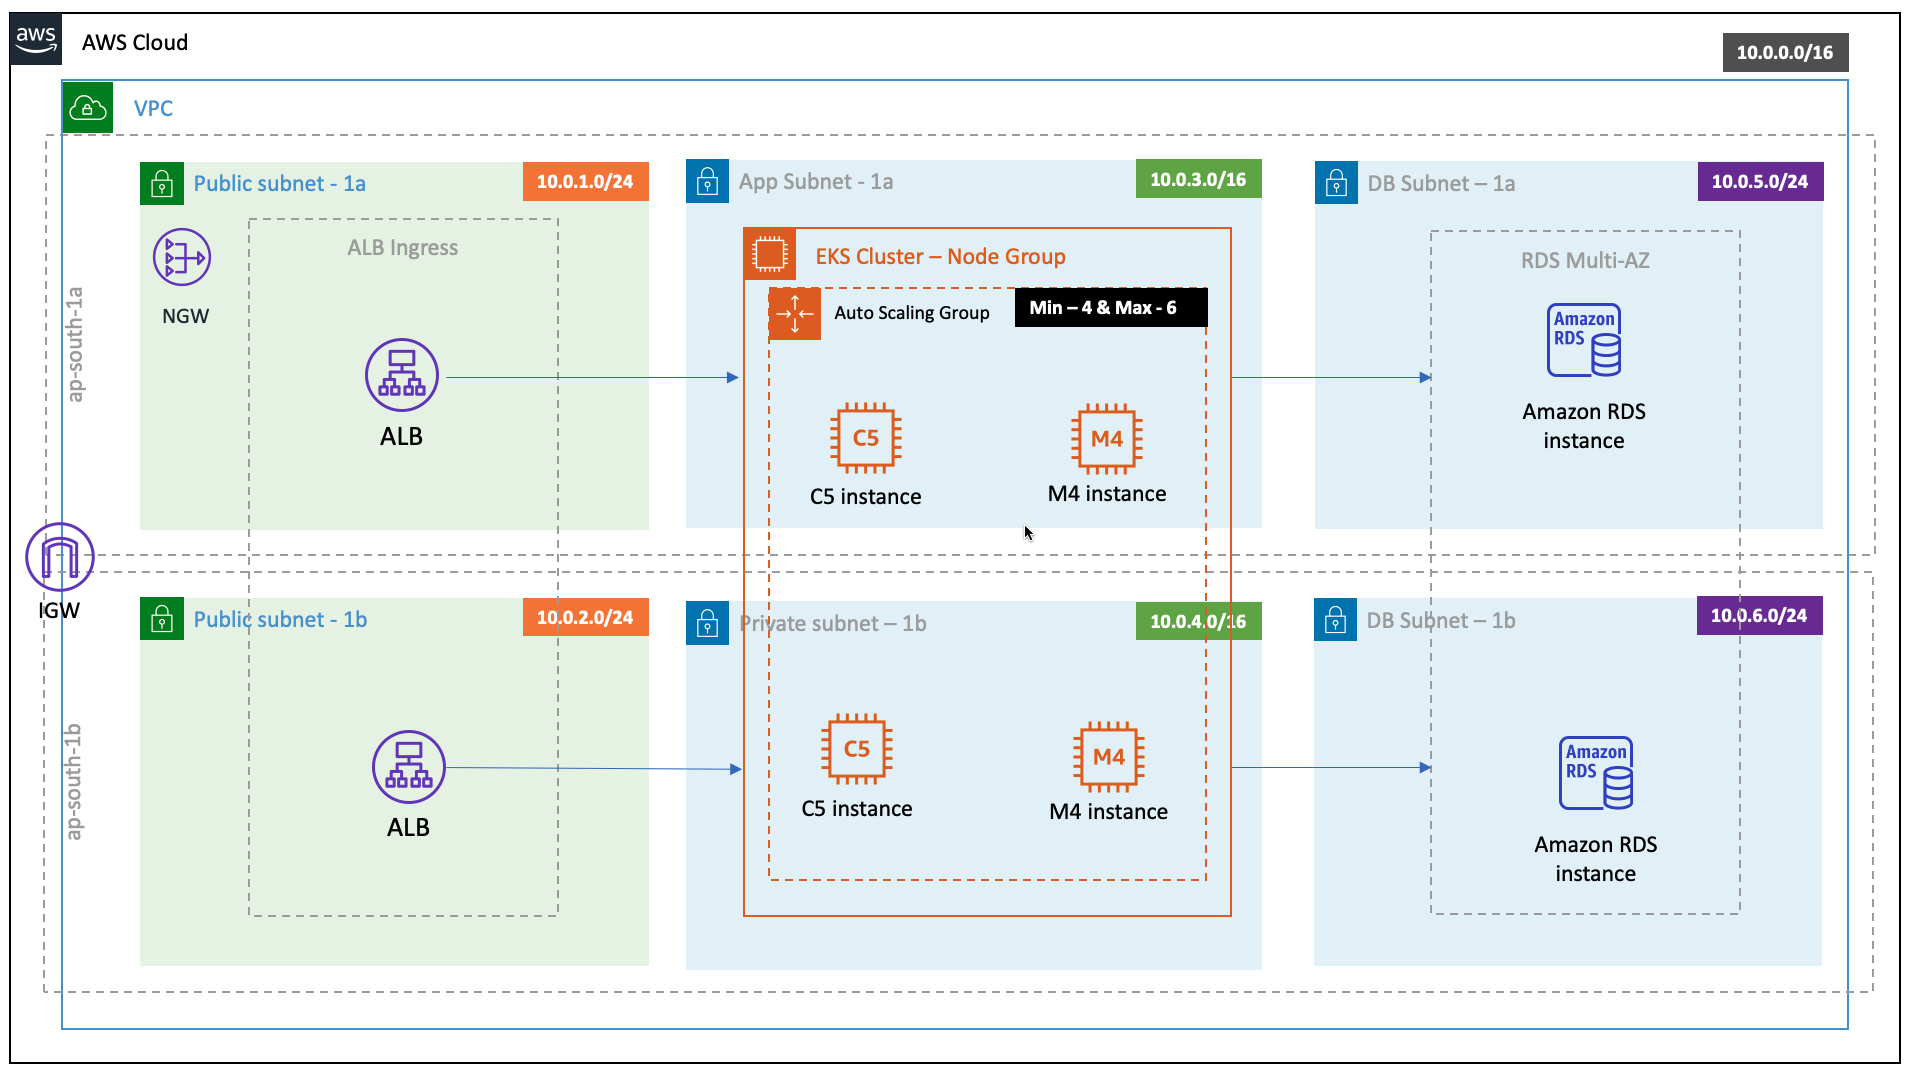 aws
AWS Cloud
10.0.0.0/16
VPC
ap-south-1a
Public subnet - 1a
10.0.1.0/24
NGW
ALB Ingress
ALB
App Subnet - 1a
10.0.3.0/16
EKS Cluster – Node Group
Auto Scaling Group
Min – 4 & Max - 6
C5
C5 instance
M4
M4 instance
DB Subnet – 1a
10.0.5.0/24
RDS Multi-AZ
Amazon
RDS
Amazon RDS
instance
IGW
ap-south-1b
Public subnet - 1b
10.0.2.0/24
ALB
Private subnet – 1b
10.0.4.0/16
C5
C5 instance
M4
M4 instance
DB Subnet – 1b
10.0.6.0/24
Amazon
RDS
Amazon RDS
instance